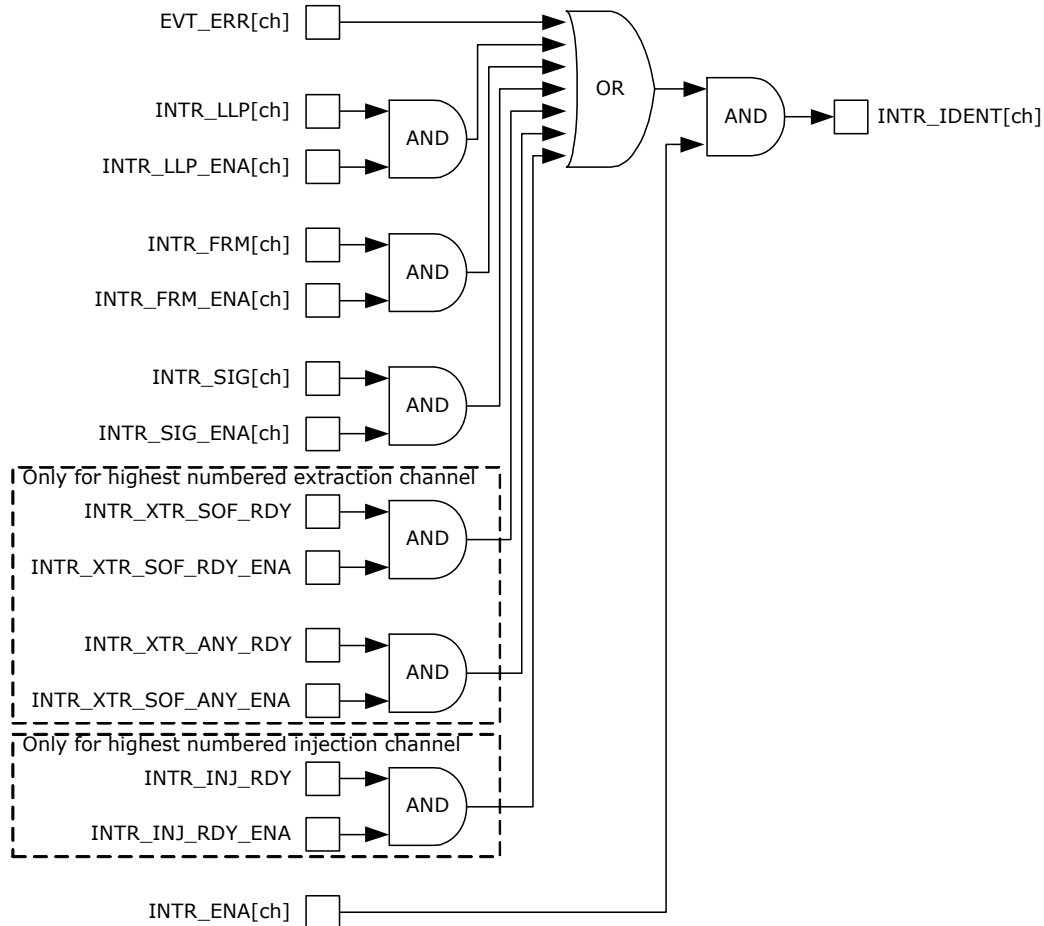 EVT_ERR[ch]
OR
INTR_LLP[ch]
AND
AND
INTR_IDENT[ch]
INTR_LLP_ENA[ch]
INTR_FRM[ch]
AND
INTR_FRM_ENA[ch]
INTR_SIG[ch]
AND
INTR_SIG_ENA[ch]
Only for highest numbered extraction channel
INTR_XTR_SOF_RDY
AND
INTR_XTR_SOF_RDY_ENA
INTR_XTR_ANY_RDY
AND
INTR_XTR_SOF_ANY_ENA
Only for highest numbered injection channel
INTR_INJ_RDY
AND
INTR_INJ_RDY_ENA
INTR_ENA[ch]